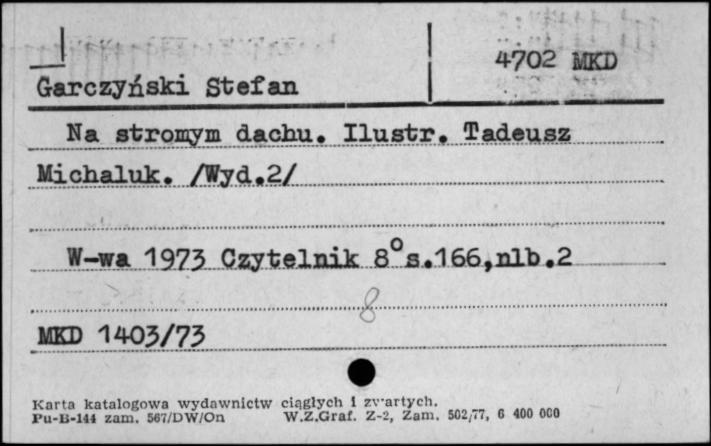 4702 MKD
Garczyński Stefan
Na stromym dachu. Ilustr. Tadeusz
Michaluk. /Wyd.2/
W-wa 1973 Czytelnik 8° s.166,nlb.2
8
MKD 1403/73
Karta katalogowa wydawnictw ciągłych i zwartych.
Pu-B-144 zam. 567/DW/On W.Z.Graf. Z-2, Zam. 502/77, 6 400 000